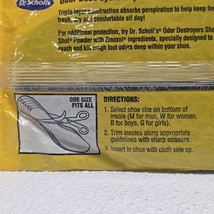 Dr. Scholl's
Triple layer construction absorbs perspiration to help keep feet
fresh, dry and comfortable all day!
For additional protection, try Dr. Scholl's Odor Destroyers Shoe
Shot Powder with Zinoxol ingredients, specially designed to
reach and kill tough foot odors deep within your shoe.
ONE SIZE
FITS ALL
DIRECTIONS:
1. Select shoe size on bottom of
insole (M for men, W for women,
B for boys, G for girls).
2. Trim insoles along appropriate
guidelines with sharp scissors.
3. Insert in shoe with cloth side up.